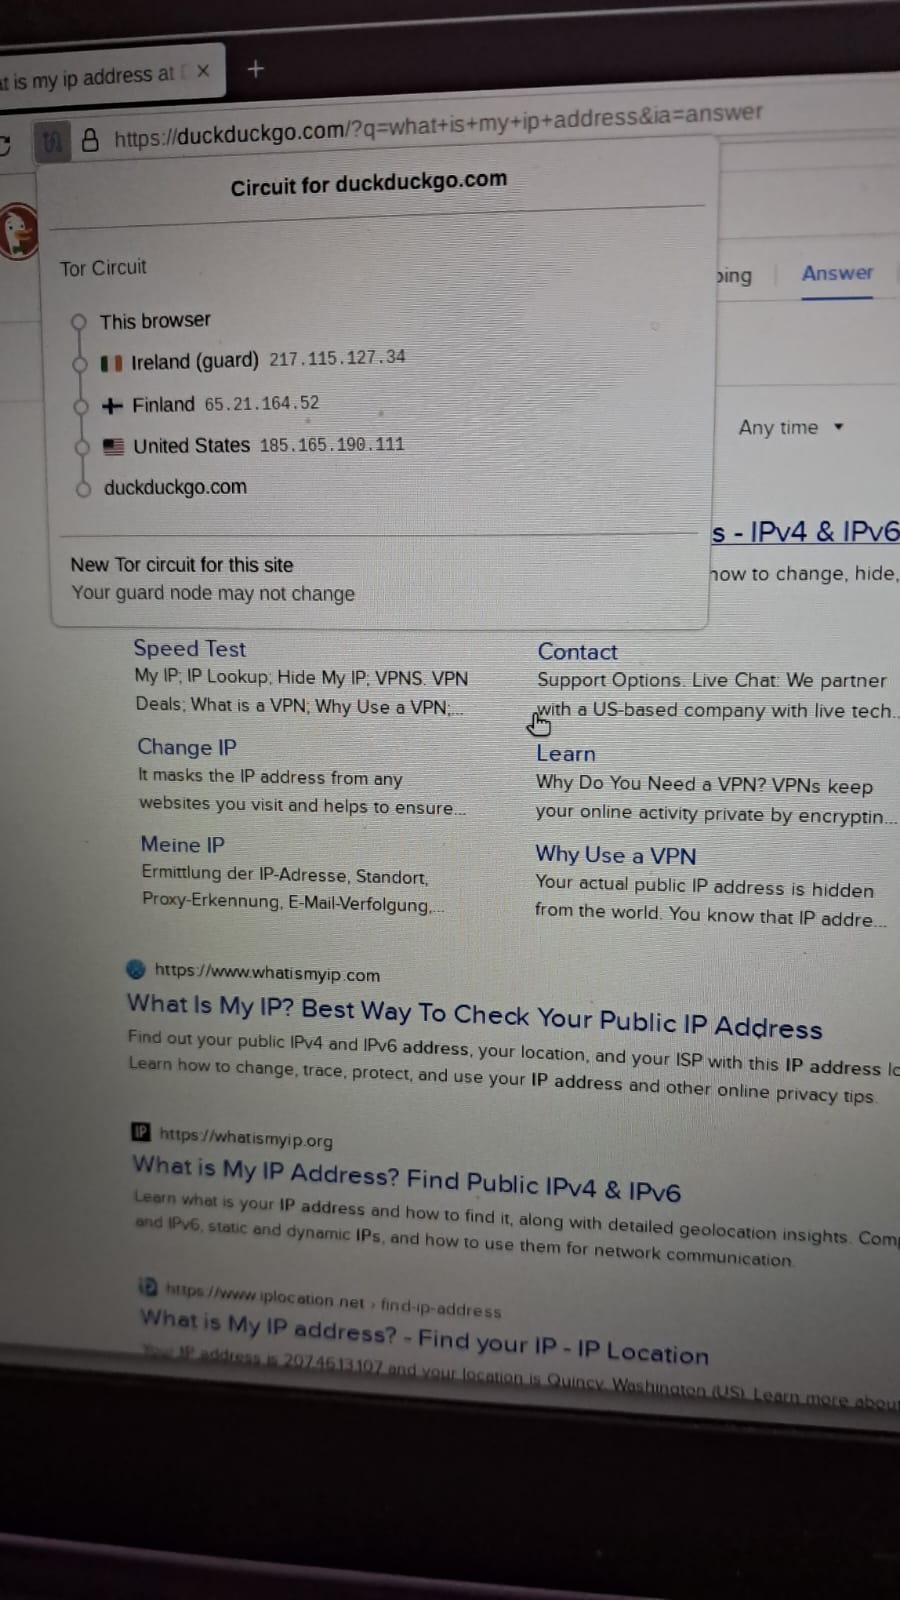 at is my ip address at
https://duckduckgo.com/?q=what+is+my+ip+address&ia=answer
Circuit for duckduckgo.com
Tor Circuit
This browser
Ireland (guard) 217.115.127.34
Finland 65.21.164.52
United States 185.165.190.111
duckduckgo.com
New Tor circuit for this site
Your guard node may not change
ping
Answer
Any time
s - IPv4 & IPv6
how to change, hide,
Speed Test
My IP; IP Lookup; Hide My IP; VPNS. VPN
Deals; What is a VPN; Why Use a VPN;...
Contact
Support Options. Live Chat: We partner
with a US-based company with live tech...
Change IP
It masks the IP address from any
websites you visit and helps to ensure...
Learn
Why Do You Need a VPN? VPNs keep
your online activity private by encryptin...
Meine IP
Ermittlung der IP-Adresse, Standort,
Proxy-Erkennung, E-Mail-Verfolgung,...
Why Use a VPN
Your actual public IP address is hidden
from the world. You know that IP addre...
https://www.whatismyip.com
What Is My IP? Best Way To Check Your Public IP Address
Find out your public IPv4 and IPv6 address, your location, and your ISP with this IP address lo
Learn how to change, trace, protect, and use your IP address and other online privacy tips.
IP
https://whatismyip.org
What is My IP Address? Find Public IPv4 & IPv6
Learn what is your IP address and how to find it, along with detailed geolocation insights. Comp
and IPv6, static and dynamic IPs, and how to use them for network communication.
https://www.iplocation.net › find-ip-address
What is My IP address? - Find your IP - IP Location
Your IP address is 207.46.13.107 and your location is Quincy, Washington (US). Learn more about